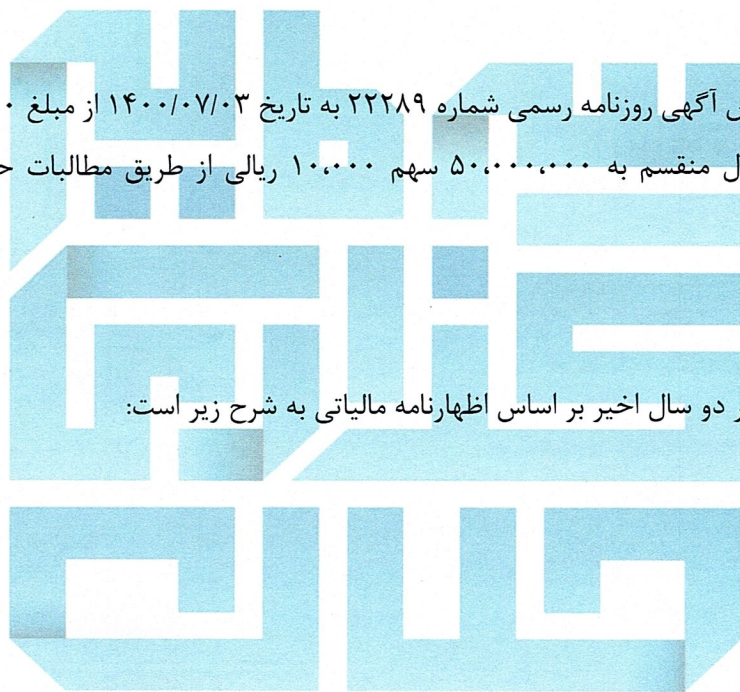 آگهی روزنامه رسمی شماره ۲۲۲۸۹ به تاریخ ۱۴۰۰/۰۷/۰۳ از مبلغ
منقسم به ۵۰،۰۰۰،۰۰۰ سهم ۱۰،۰۰۰ ریالی از طریق مطالبات
دو سال اخیر بر اساس اظهارنامه مالیاتی به شرح زیر است: